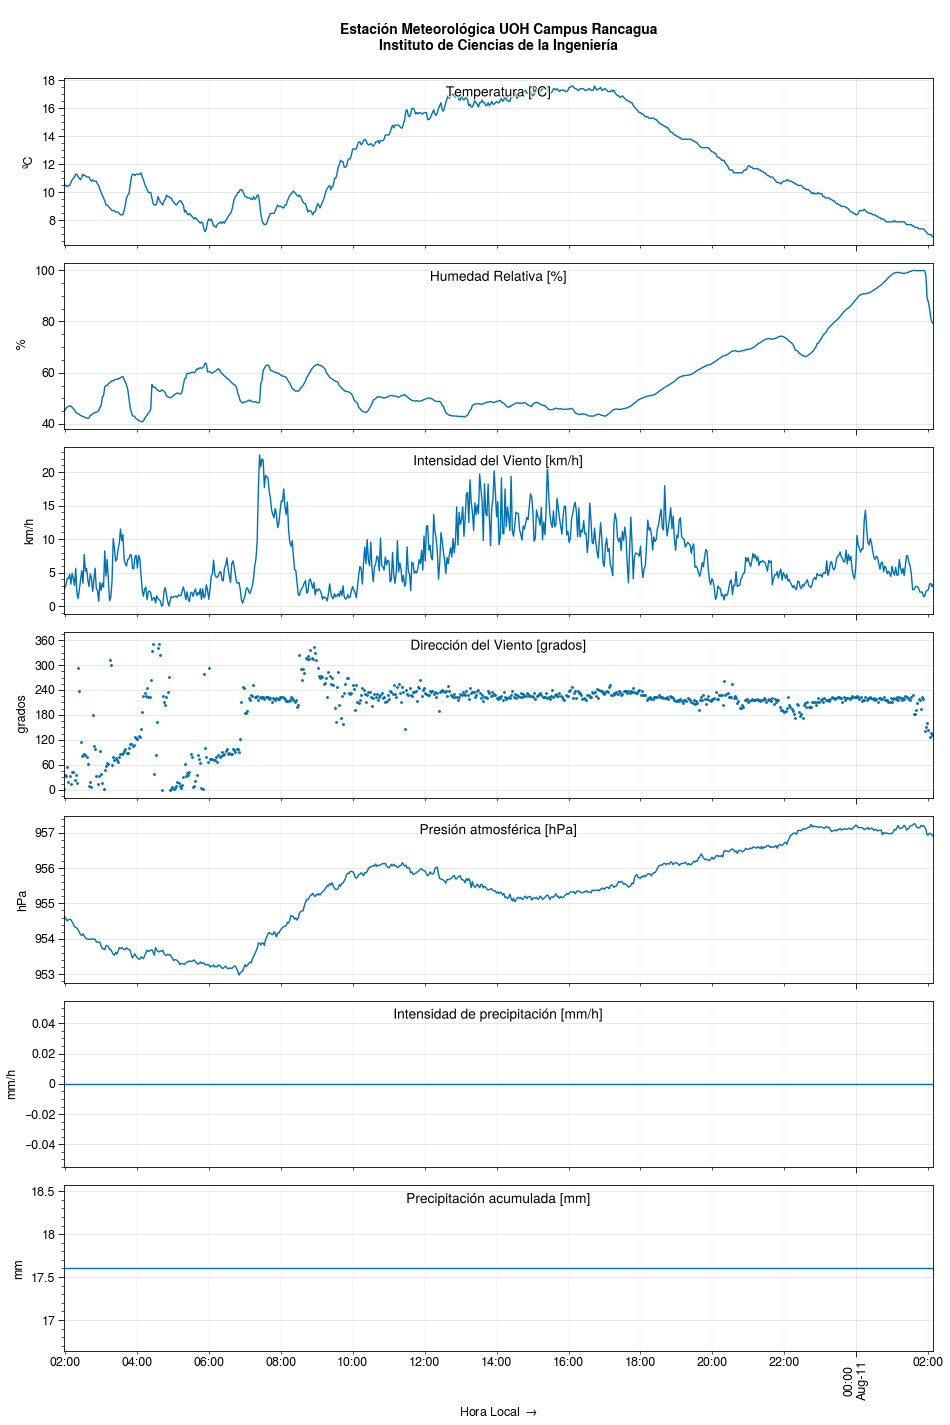 Estación Meteorológica UOH Campus Rancagua
Instituto de Ciencias de la Ingeniería
Temperatura [ºC]
ºC
18
16
14
12
10
8
Humedad Relativa [%]
%
100
80
60
40
Intensidad del Viento [km/h]
km/h
20
15
10
5
0
Dirección del Viento [grados]
grados
360
300
240
180
120
60
0
Presión atmosférica [hPa]
hPa
957
956
955
954
953
Intensidad de precipitación [mm/h]
mm/h
0.04
0.02
0
−0.02
−0.04
Precipitación acumulada [mm]
mm
18.5
18
17.5
17
02:00 04:00 06:00 08:00 10:00 12:00 14:00 16:00 18:00 20:00 22:00 00:00 02:00
Aug-11
Hora Local →